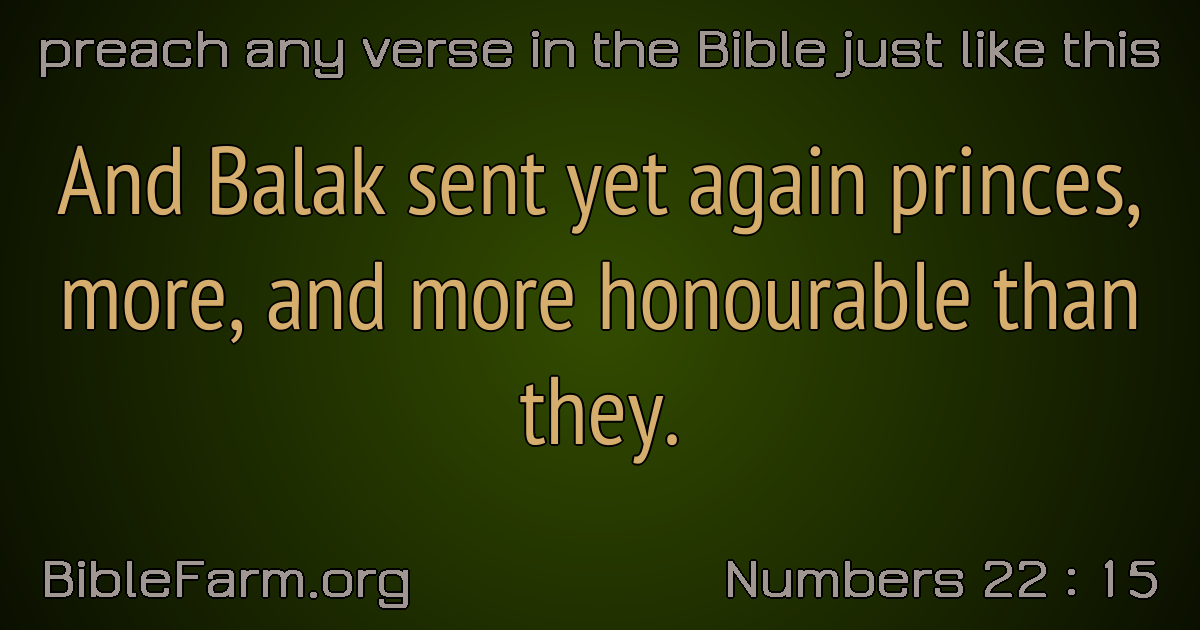 preach any verse in the Bible just like this
And Balak sent yet again princes,
more, and more honourable than
they.
BibleFarm.org
Numbers 22 : 15